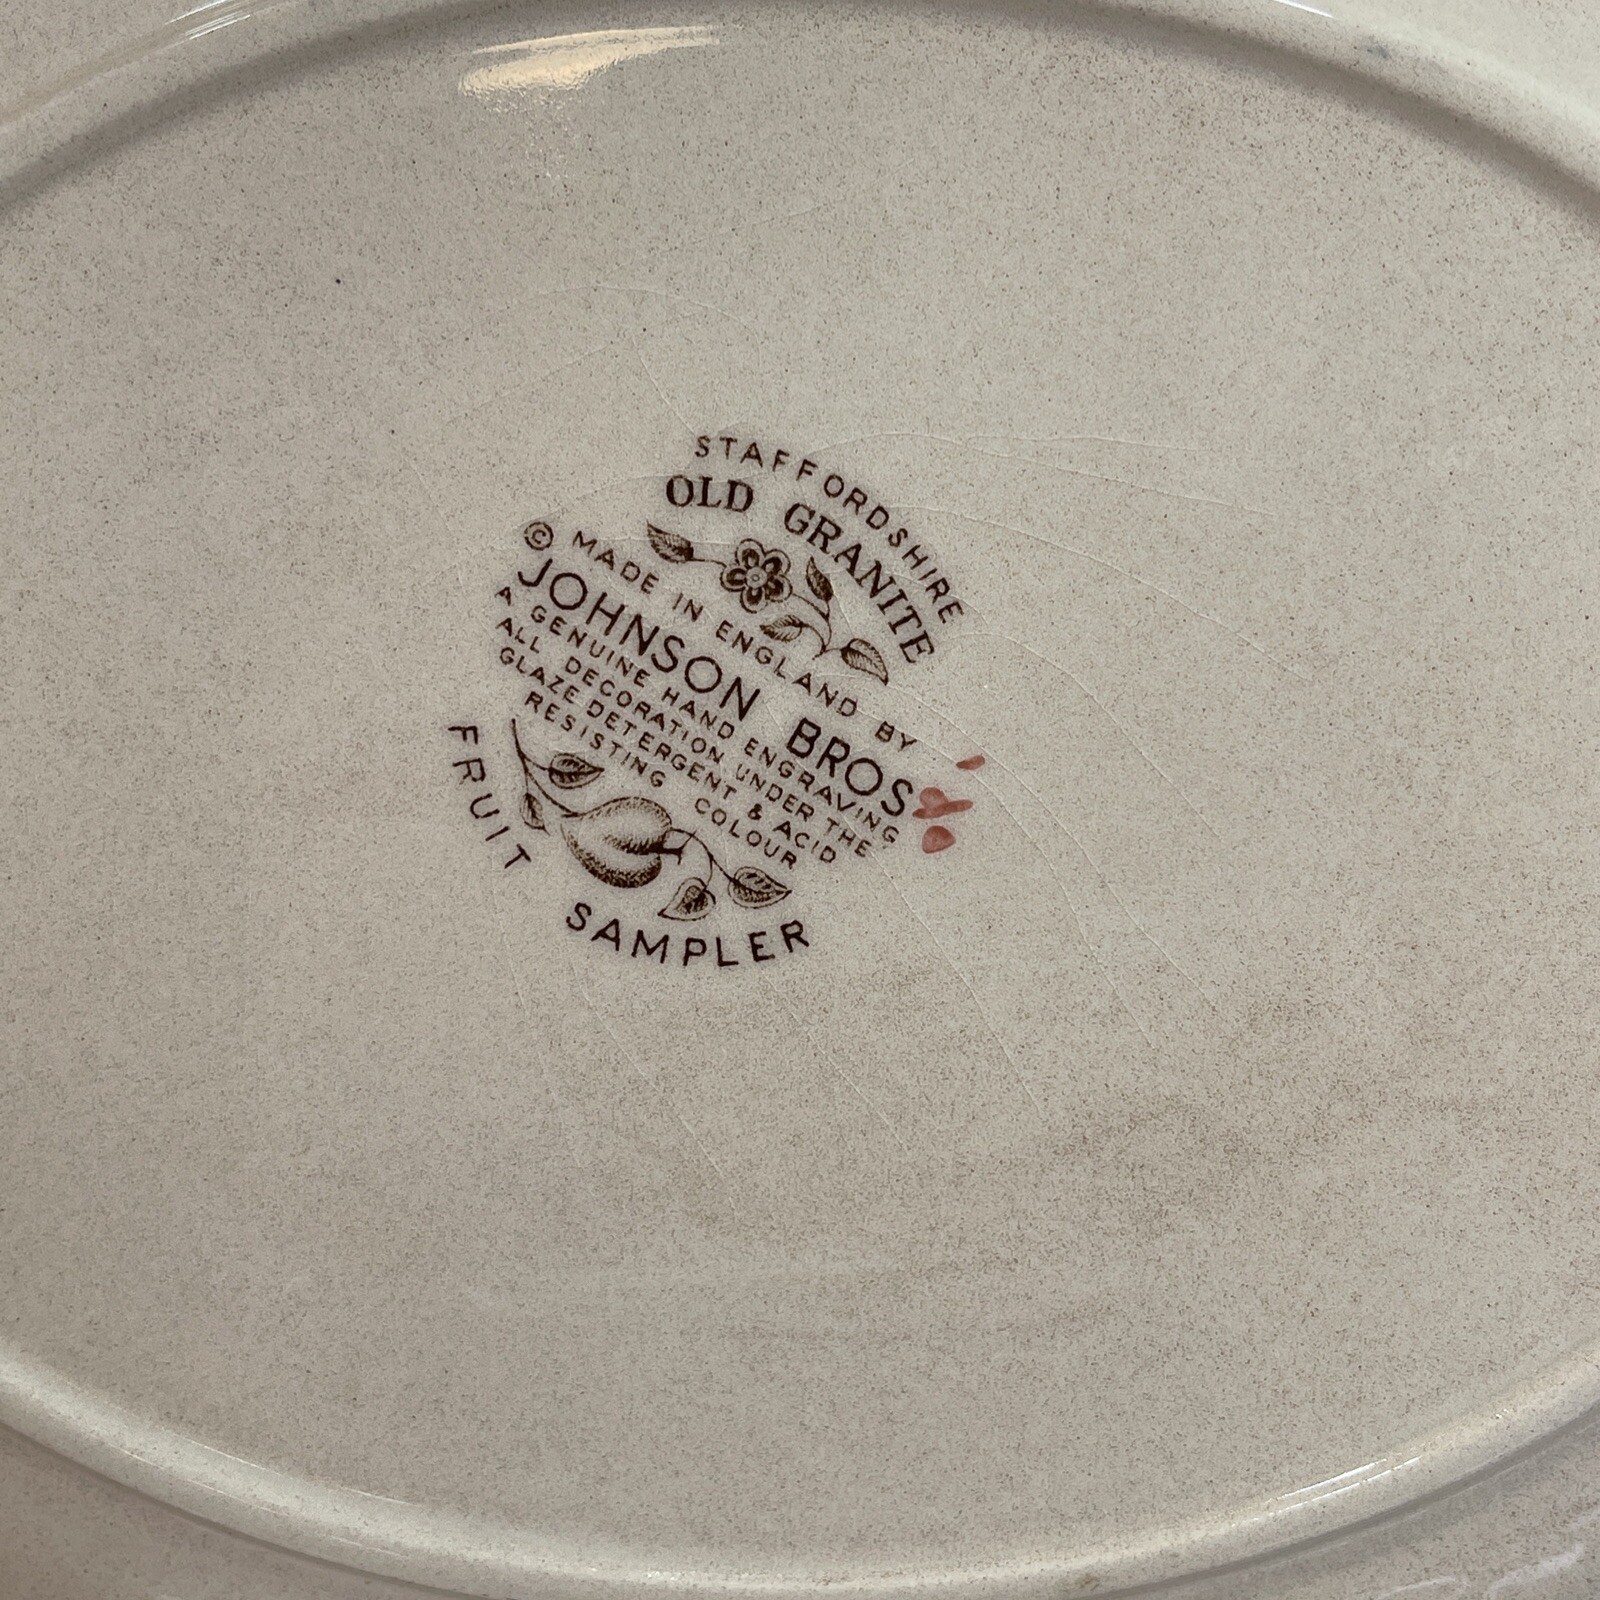 STAFFORDSHIRE
OLD GRANITE
© MADE IN ENGLAND BY
JOHNSON BROS
A GENUINE HAND ENGRAVING
ALL DECORATION UNDER THE
GLAZE DETERGENT & ACID
RESISTING COLOUR
FRUIT SAMPLER